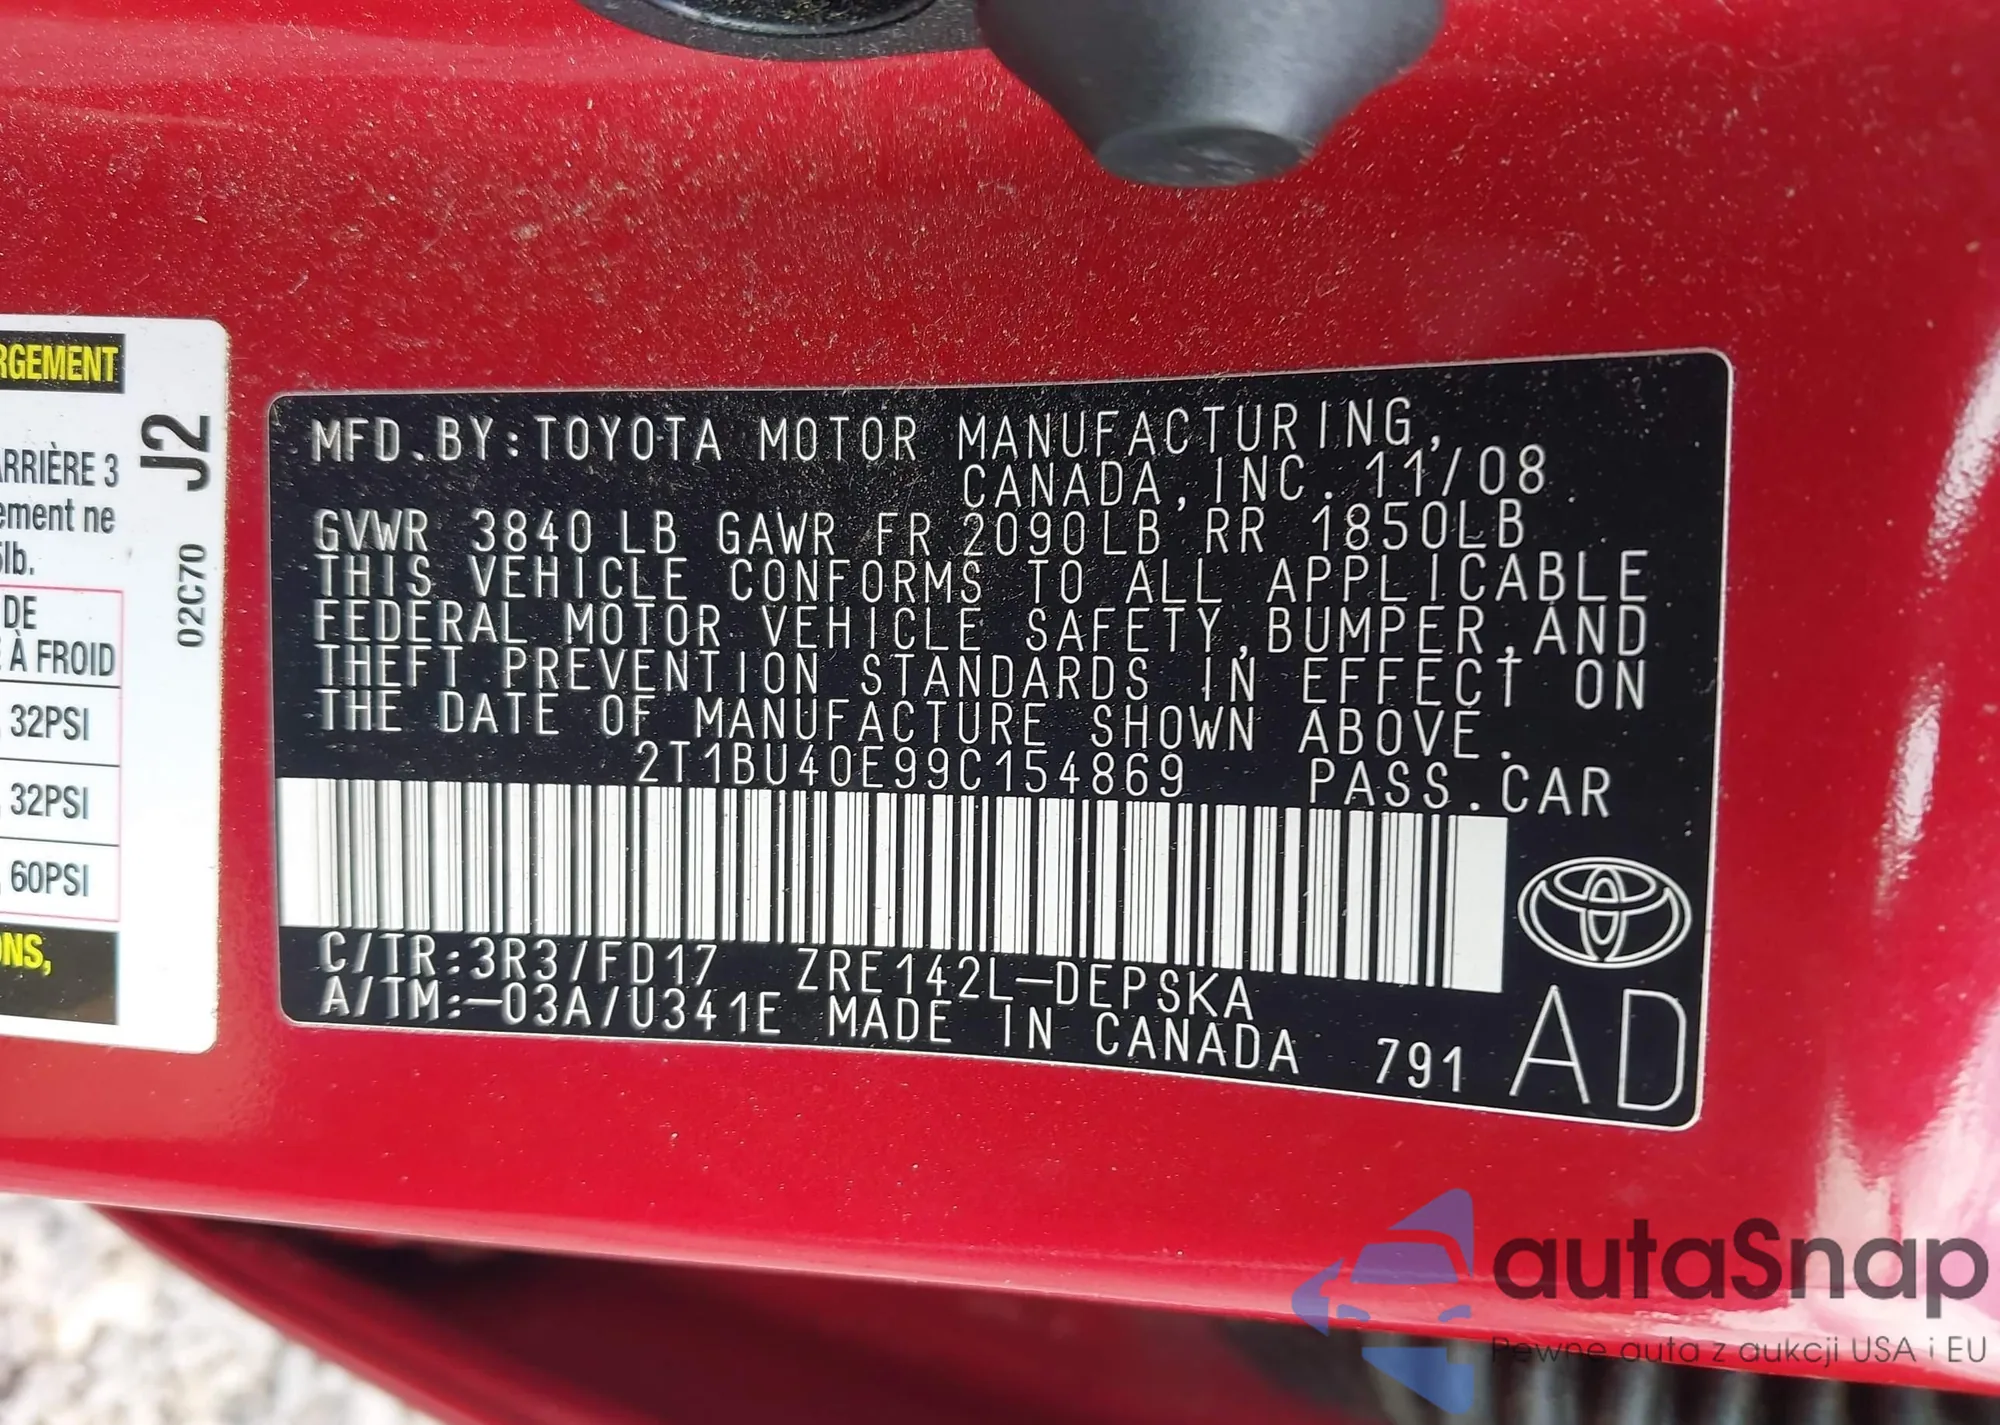 RGEMENT
ARRIÈRE 3
ement ne
lb.
DE
À FROID
32PSI
32PSI
60PSI
ONS,
J2
02C70
MFD.BY:TOYOTA MOTOR MANUFACTURING,
CANADA,INC. 11/08
GVWR 3840LB GAWR FR 2090LB RR 1850LB
THIS VEHICLE CONFORMS TO ALL APPLICABLE
FEDERAL MOTOR VEHICLE SAFETY,BUMPER,AND
THEFT PREVENTION STANDARDS IN EFFECT ON
THE DATE OF MANUFACTURE SHOWN ABOVE.
2T1BU40E99C154869 PASS.CAR
C/TR:3R3/FD17 ZRE142L-DEPSKA
A/TM:-03A/U341E MADE IN CANADA 791
AD
autaSnap
Pewne auta z aukcji USA i EU